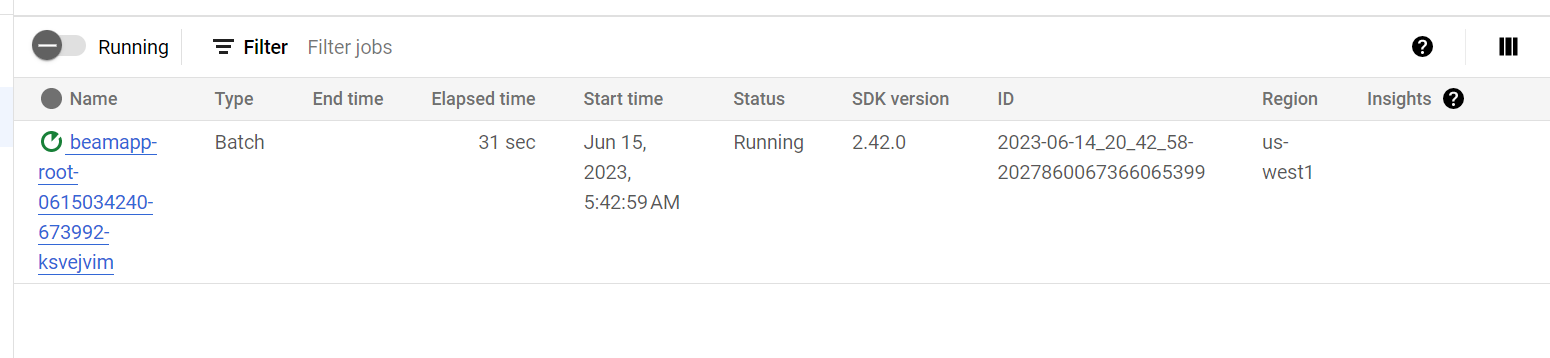 Running Filter Filter jobs
Name Type End time Elapsed time Start time Status SDK version ID Region Insights
beamapp- Batch 31 sec Jun 15, Running 2.42.0 2023-06-14_20_42_58- us-
root- 2023, 2027860067366065399 west1
0615034240- 5:42:59 AM
673992-
ksvejvim